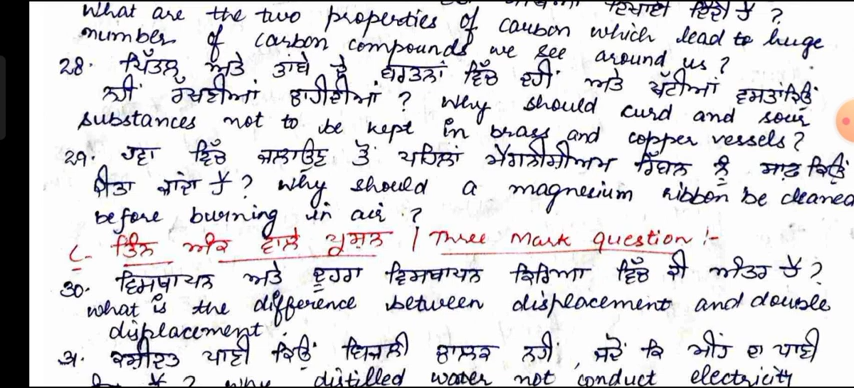 ਦਿਖਾਈ ਦਿੰਦੇ ਹੈ ?
What are the two properties of carbon which lead to huge
number of carbon compounds we see around us ?
28. ਪਿੱਤਲ ਅਤੇ ਤਾਂਬੇ ਦੇ ਬਰਤਨਾਂ ਵਿੱਚ ਦਹੀਂ ਅਤੇ ਖੱਟੀਆਂ ਵਸਤਾਂ ਕਿਉਂ
ਨਹੀਂ ਰੱਖਣੀਆਂ ਚਾਹੀਦੀਆਂ ? Why should curd and sour
substances not to be kept in brass and copper vessels?
29. ਹਵਾ ਵਿੱਚ ਜਲਾਉਣ ਤੋਂ ਪਹਿਲਾਂ ਮੈਗਨੀਸ਼ੀਅਮ ਰਿੱਬਨ ਨੂੰ ਸਾਫ਼ ਕਿਉਂ
ਕੀਤਾ ਜਾਂਦਾ ਹੈ ? Why should a magnesium ribbon be cleaned
before burning in air ?
ਤਿੰਨ ਅੰਕ ਵਾਲੇ ਪ੍ਰਸ਼ਨ / Three Mark question :-
30. ਵਿਸਥਾਪਨ ਅਤੇ ਦੂਹਰਾ ਵਿਸਥਾਪਨ ਕਿਰਿਆ ਵਿੱਚ ਕੀ ਅੰਤਰ ਹੈ ?
What is the difference between displacement and double
displacement.
31. ਕਸ਼ੀਦਤ ਪਾਣੀ ਕਿਉਂ ਬਿਜਲੀ ਚਾਲਕ ਨਹੀਂ, ਜਦੋਂ ਕਿ ਮੀਂਹ ਦਾ ਪਾਣੀ
ਹੈ ? Why distilled water not conduct electricity